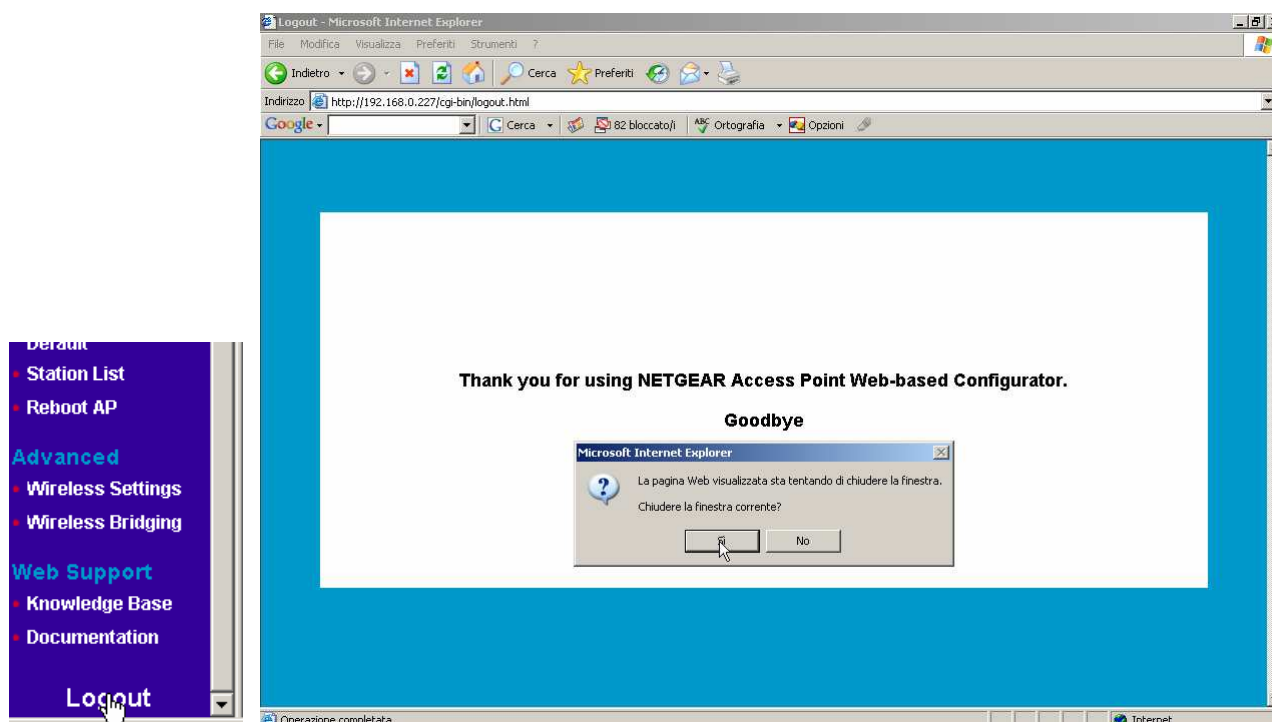 Default
Station List
Reboot AP
Advanced
Wireless Settings
Wireless Bridging
Web Support
Knowledge Base
Documentation
Logout
Logout - Microsoft Internet Explorer
File Modifica Visualizza Preferiti Strumenti ?
Indietro Cerca Preferiti
Indirizzo http://192.168.0.227/cgi-bin/logout.html
Google Cerca 82 bloccato/i ABC Ortografia Opzioni
Thank you for using NETGEAR Access Point Web-based Configurator.
Goodbye
Microsoft Internet Explorer
La pagina Web visualizzata sta tentando di chiudere la finestra.
Chiudere la finestra corrente?
Sì No
Operazione completata Internet